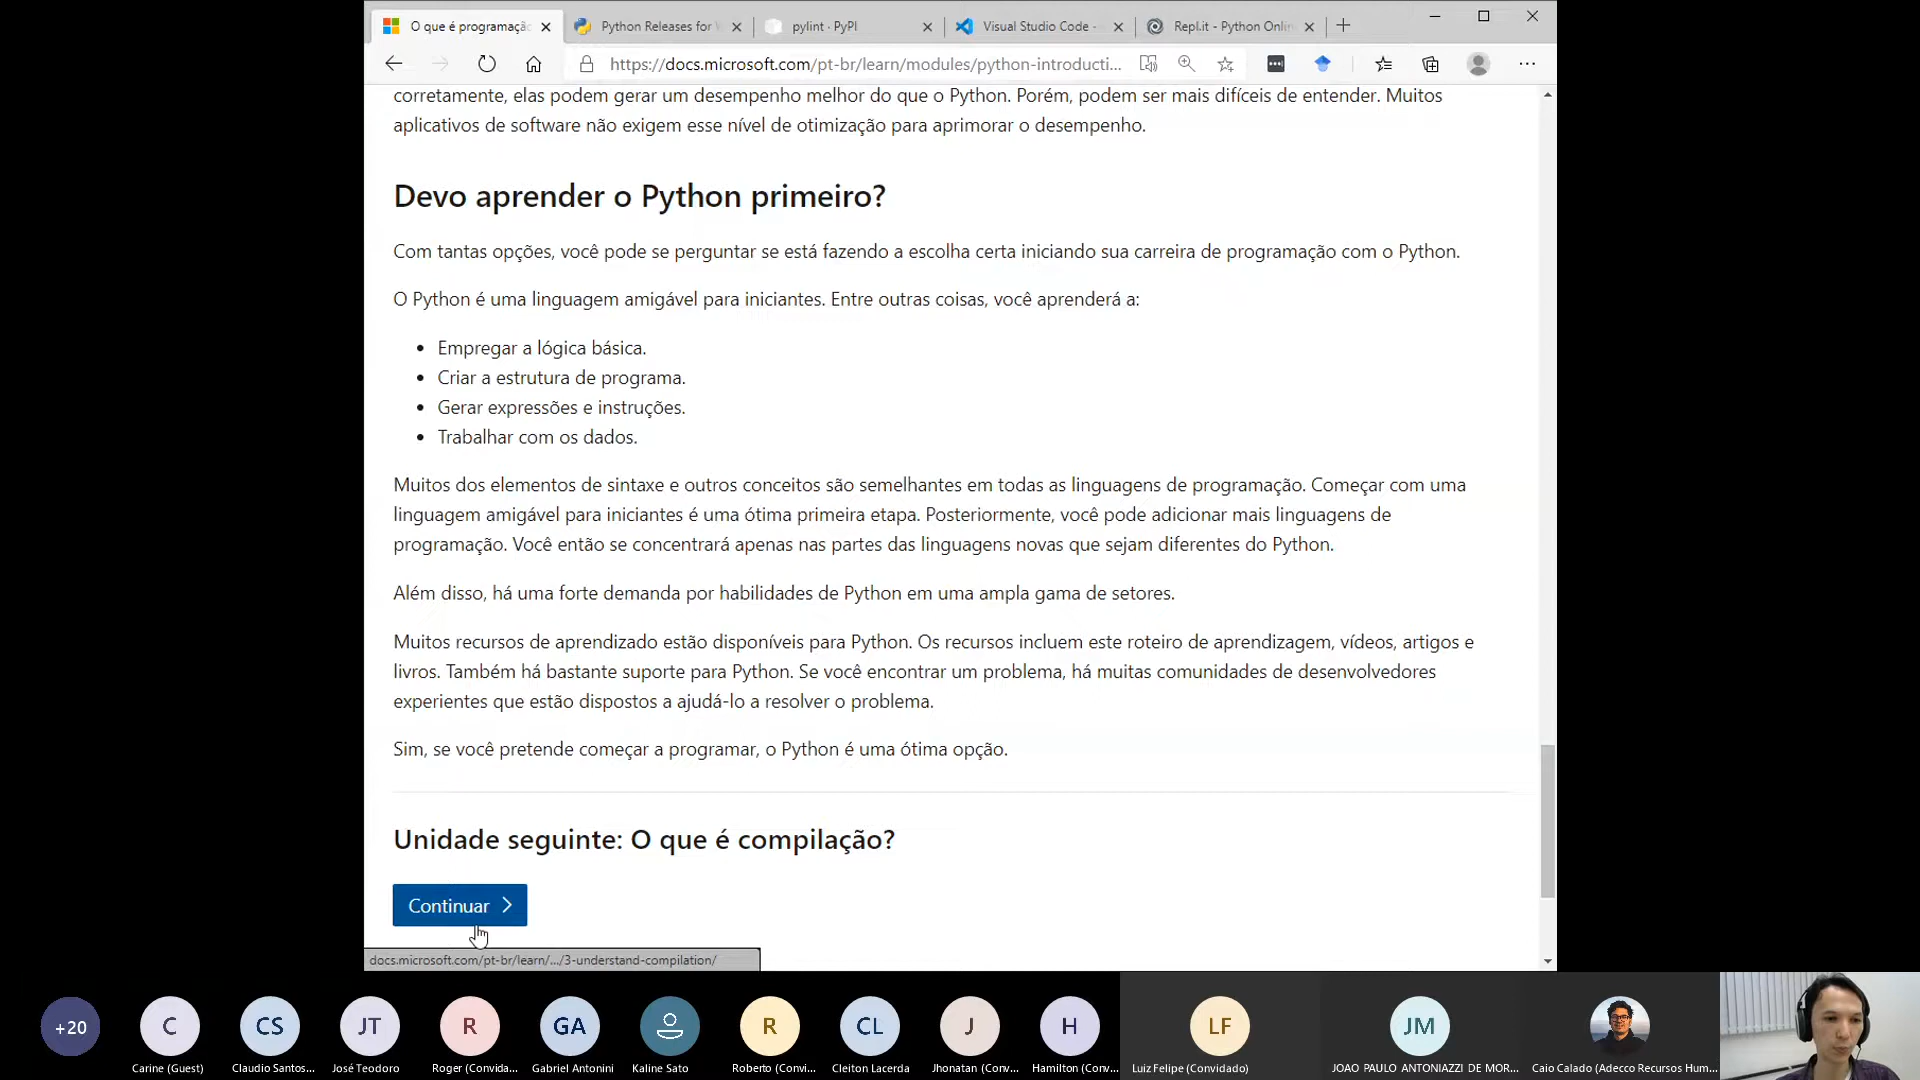 O que é programaçã
Python Releases for W
pylint · PyPI
Visual Studio Code -
Repl.it - Python Onlin
https://docs.microsoft.com/pt-br/learn/modules/python-introducti...
corretamente, elas podem gerar um desempenho melhor do que o Python. Porém, podem ser mais difíceis de entender. Muitos
aplicativos de software não exigem esse nível de otimização para aprimorar o desempenho.
Devo aprender o Python primeiro?
Com tantas opções, você pode se perguntar se está fazendo a escolha certa iniciando sua carreira de programação com o Python.
O Python é uma linguagem amigável para iniciantes. Entre outras coisas, você aprenderá a:
• Empregar a lógica básica.
• Criar a estrutura de programa.
• Gerar expressões e instruções.
• Trabalhar com os dados.
Muitos dos elementos de sintaxe e outros conceitos são semelhantes em todas as linguagens de programação. Começar com uma
linguagem amigável para iniciantes é uma ótima primeira etapa. Posteriormente, você pode adicionar mais linguagens de
programação. Você então se concentrará apenas nas partes das linguagens novas que sejam diferentes do Python.
Além disso, há uma forte demanda por habilidades de Python em uma ampla gama de setores.
Muitos recursos de aprendizado estão disponíveis para Python. Os recursos incluem este roteiro de aprendizagem, vídeos, artigos e
livros. Também há bastante suporte para Python. Se você encontrar um problema, há muitas comunidades de desenvolvedores
experientes que estão dispostos a ajudá-lo a resolver o problema.
Sim, se você pretende começar a programar, o Python é uma ótima opção.
Unidade seguinte: O que é compilação?
Continuar
docs.microsoft.com/pt-br/learn/.../3-understand-compilation/
+20
C
CS
JT
R
GA
R
CL
J
H
LF
JM
Carine (Guest)
Claudio Santos...
José Teodoro
Roger (Convida...
Gabriel Antonini
Kaline Sato
Roberto (Convi...
Cleiton Lacerda
Jhonatan (Conv...
Hamilton (Conv...
Luiz Felipe (Convidado)
JOAO PAULO ANTONIAZZI DE MOR...
Caio Calado (Adecco Recursos Hum...